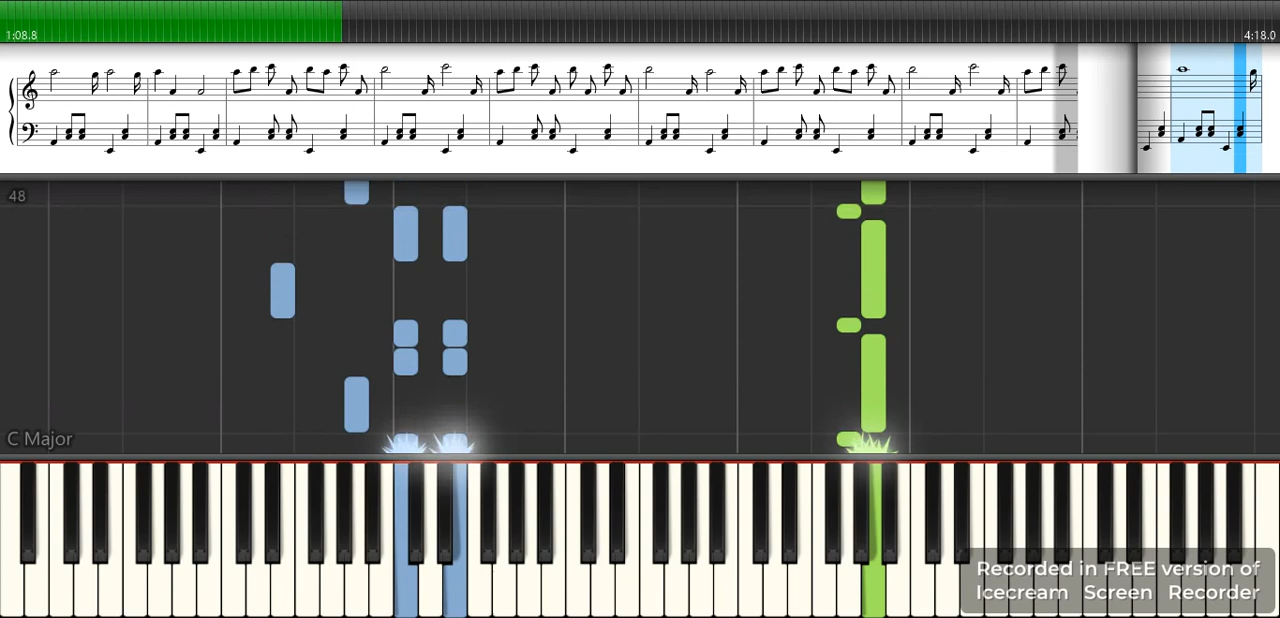 1:08.8
4:18.0
48
C Major
Recorded in FREE version of
Icecream Screen Recorder